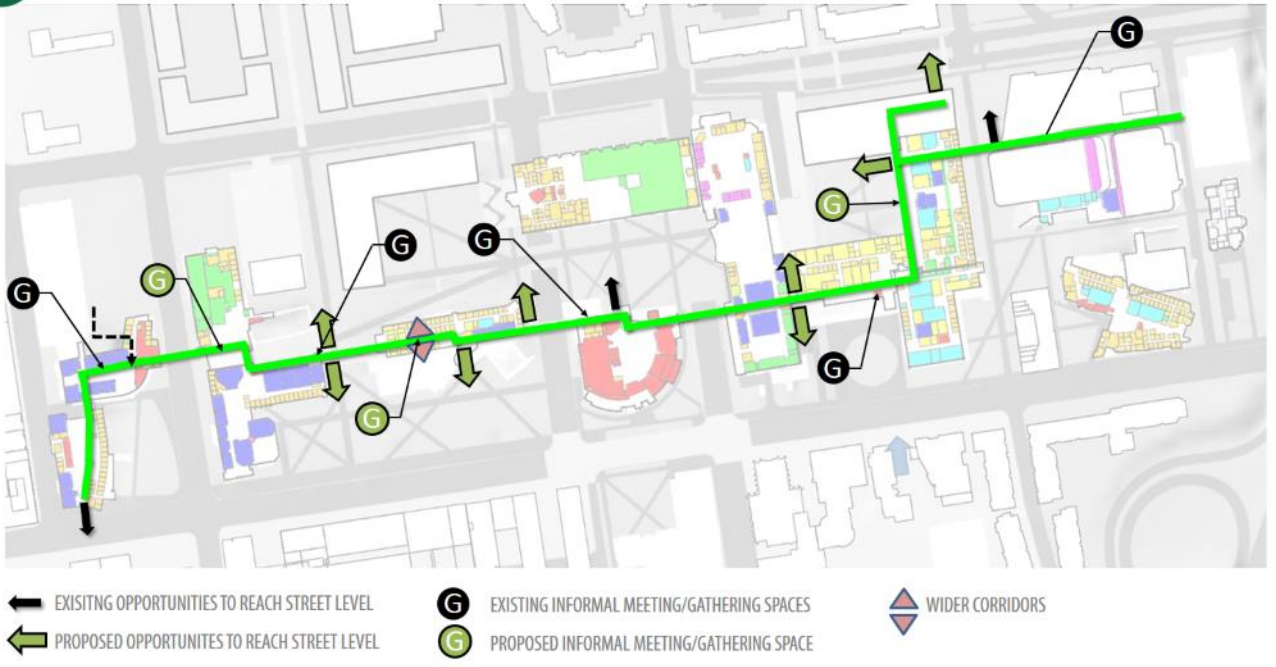 G
G
G
G
G
G
G
G
EXISITNG OPPORTUNITIES TO REACH STREET LEVEL
G
EXISTING INFORMAL MEETING/GATHERING SPACES
WIDER CORRIDORS
PROPOSED OPPORTUNITES TO REACH STREET LEVEL
G
PROPOSED INFORMAL MEETING/GATHERING SPACE